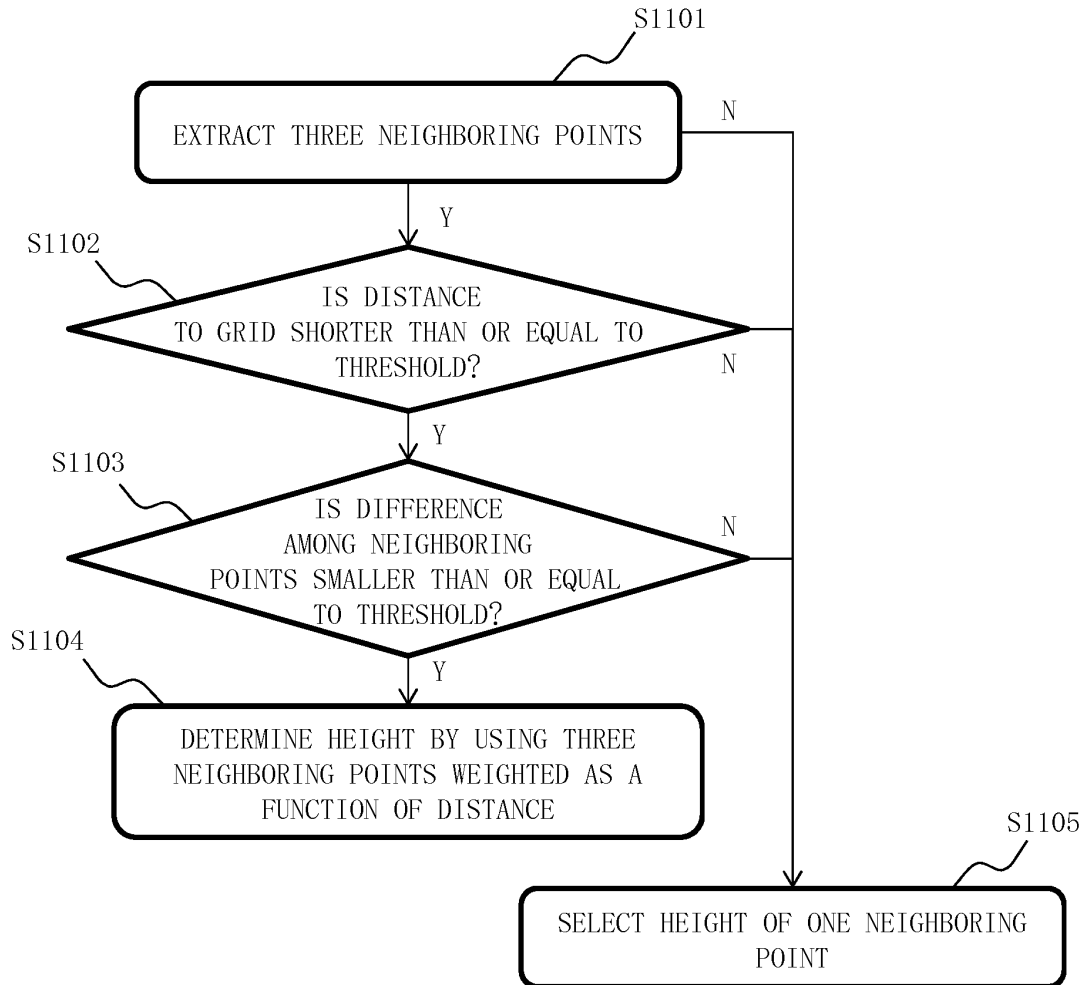 S1101
EXTRACT THREE NEIGHBORING POINTS
N
Y
S1102
IS DISTANCE
TO GRID SHORTER THAN OR EQUAL TO
THRESHOLD?
N
Y
S1103
IS DIFFERENCE
AMONG NEIGHBORING
POINTS SMALLER THAN OR EQUAL
TO THRESHOLD?
N
Y
S1104
DETERMINE HEIGHT BY USING THREE
NEIGHBORING POINTS WEIGHTED AS A
FUNCTION OF DISTANCE
S1105
SELECT HEIGHT OF ONE NEIGHBORING
POINT